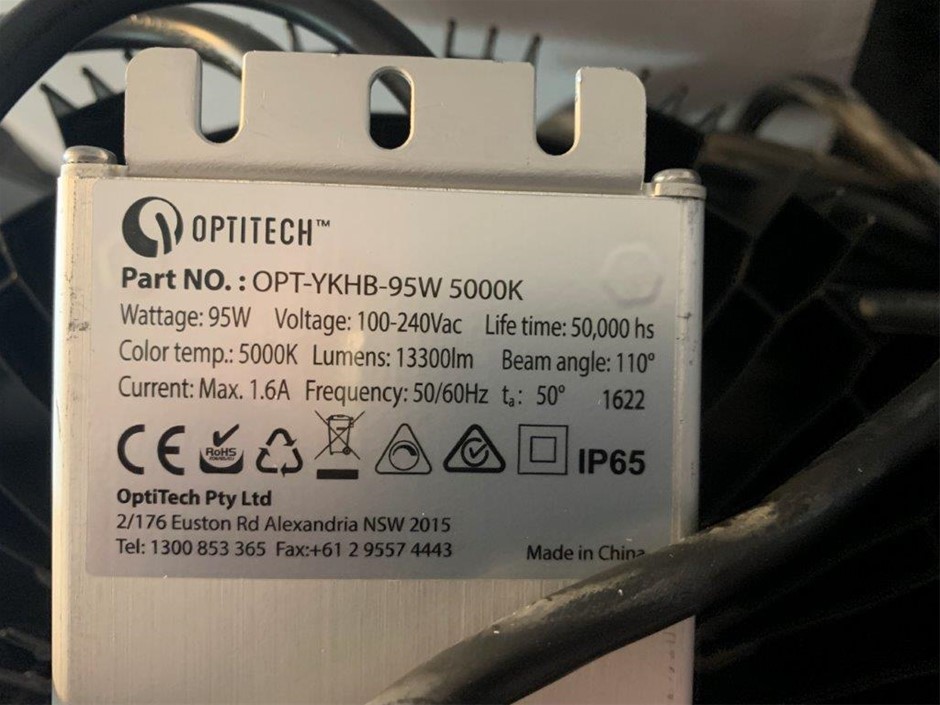 OPTITECH™
Part NO. : OPT-YKHB-95W 5000K
Wattage: 95W Voltage: 100-240Vac Life time: 50,000 hs
Color temp.: 5000K Lumens: 13300lm Beam angle: 110°
Current: Max. 1.6A Frequency: 50/60Hz ta: 50° 1622
CE RoHS IP65
OptiTech Pty Ltd
2/176 Euston Rd Alexandria NSW 2015
Tel: 1300 853 365 Fax:+61 2 9557 4443
Made in China